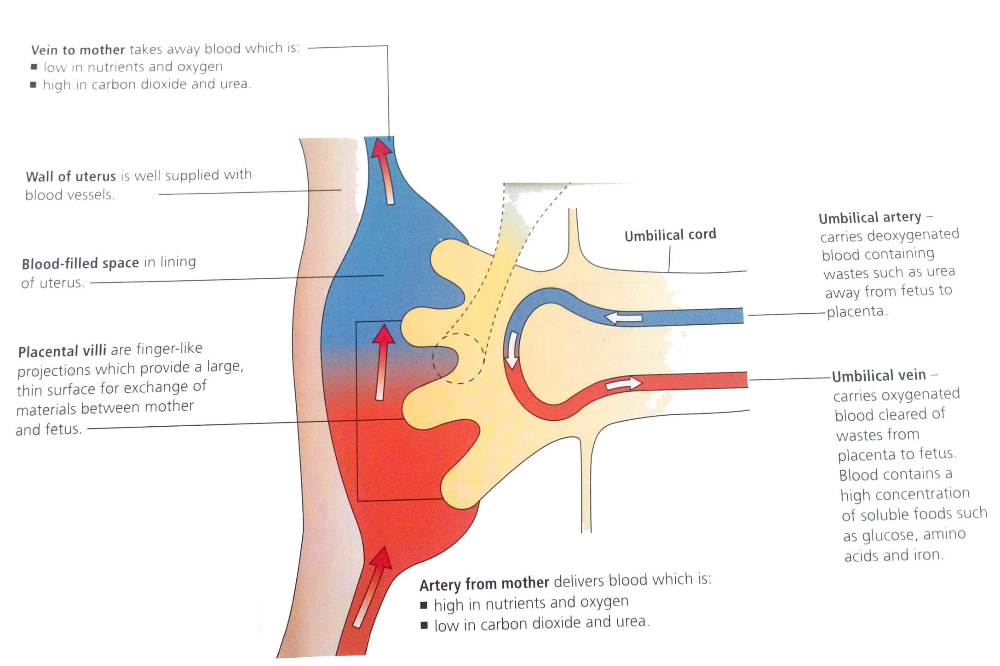 Vein to mother takes away blood which is:
■ low in nutrients and oxygen
■ high in carbon dioxide and urea.
Wall of uterus is well supplied with
blood vessels.
Blood-filled space in lining
of uterus.
Placental villi are finger-like
projections which provide a large,
thin surface for exchange of
materials between mother
and fetus.
Umbilical cord
Umbilical artery –
carries deoxygenated
blood containing
wastes such as urea
away from fetus to
placenta.
Umbilical vein –
carries oxygenated
blood cleared of
wastes from
placenta to fetus.
Blood contains a
high concentration
of soluble foods such
as glucose, amino
acids and iron.
Artery from mother delivers blood which is:
■ high in nutrients and oxygen
■ low in carbon dioxide and urea.